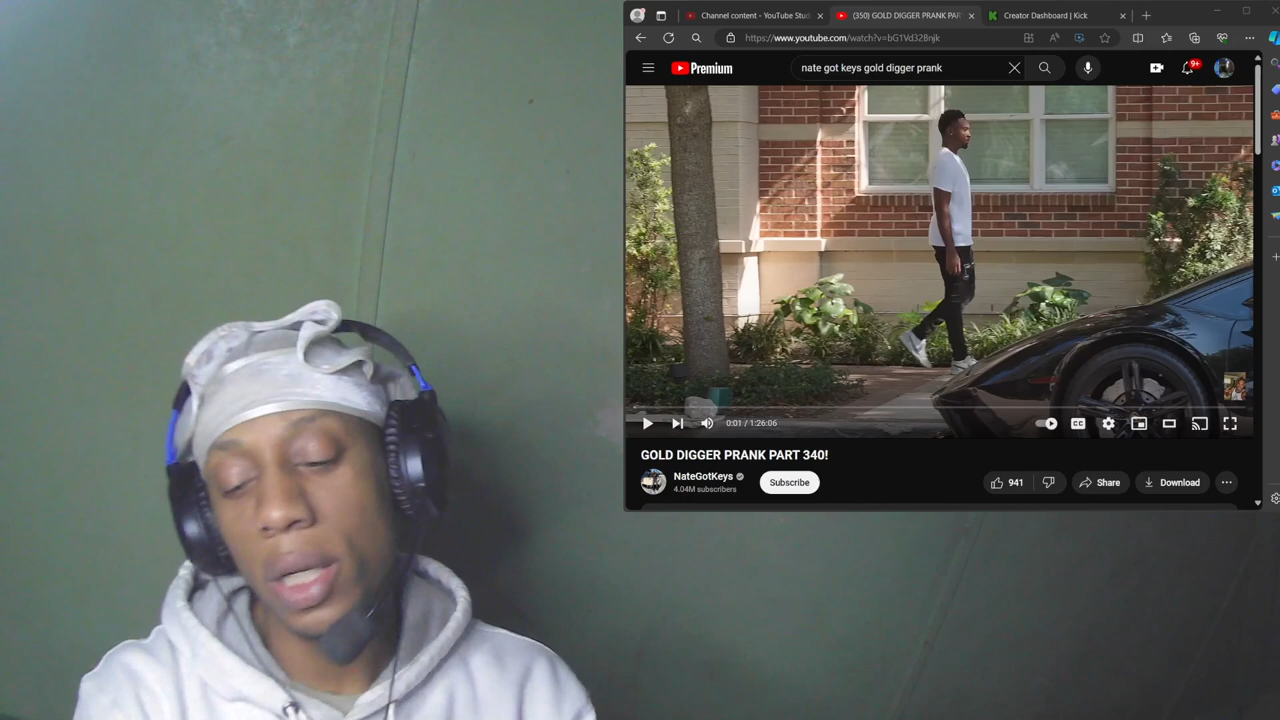 Channel content - YouTube Stud
(350) GOLD DIGGER PRANK PAR
Creator Dashboard | Kick
https://www.youtube.com/watch?v=bG1Vd32Bnjk
Premium
nate got keys gold digger prank
9+
0:01 / 1:26:06
CC
GOLD DIGGER PRANK PART 340!
NateGotKeys
4.04M subscribers
Subscribe
941
Share
Download